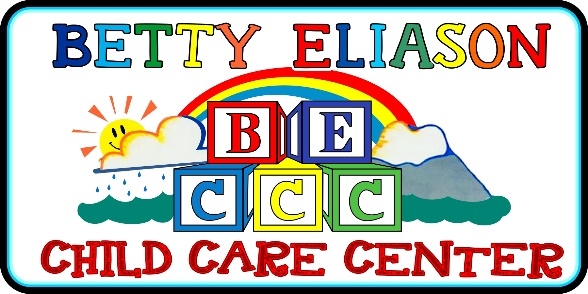 BETTY ELIASON
B E
C C C
CHILD CARE CENTER